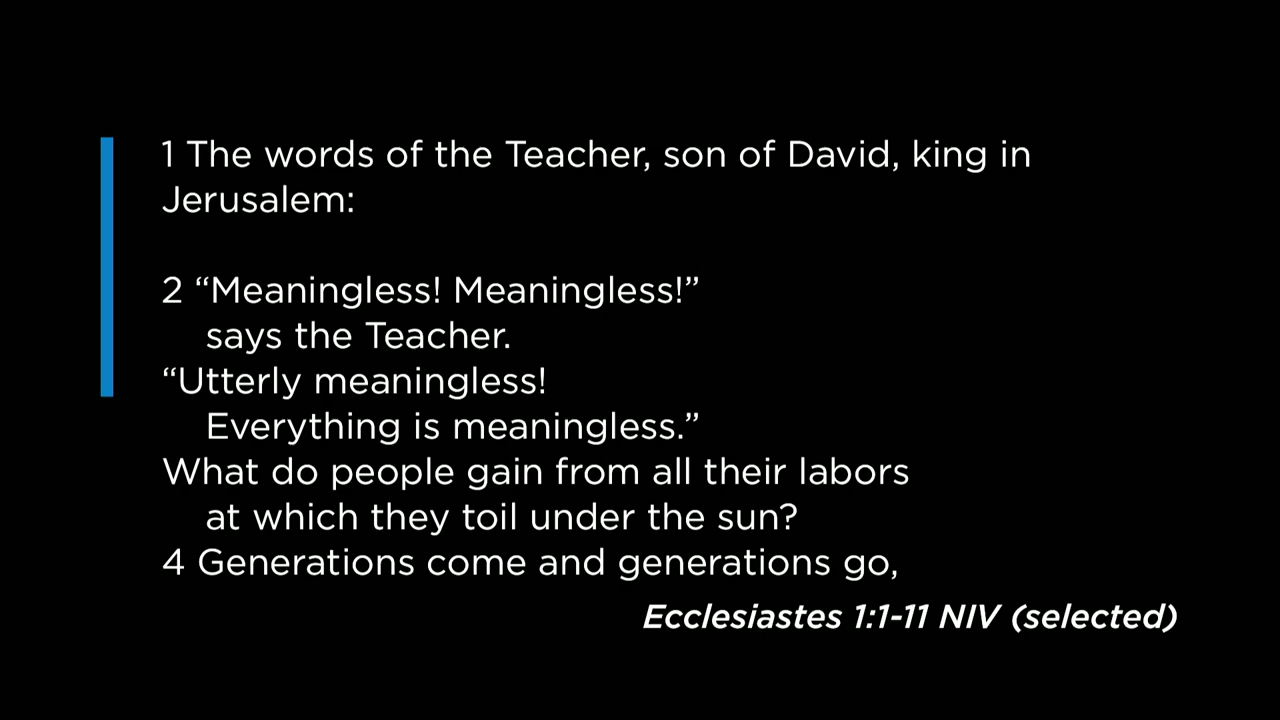 1 The words of the Teacher, son of David, king in
Jerusalem:
2 “Meaningless! Meaningless!”
says the Teacher.
“Utterly meaningless!
Everything is meaningless.”
What do people gain from all their labors
at which they toil under the sun?
4 Generations come and generations go,
Ecclesiastes 1:1-11 NIV (selected)